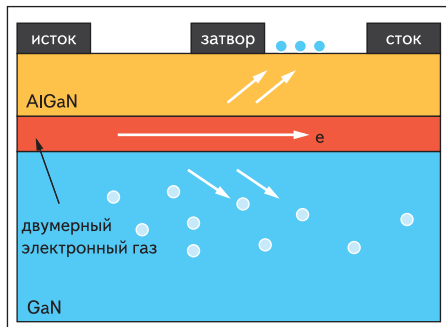 исток
затвор
сток
AlGaN
e
двумерный
электронный газ
GaN